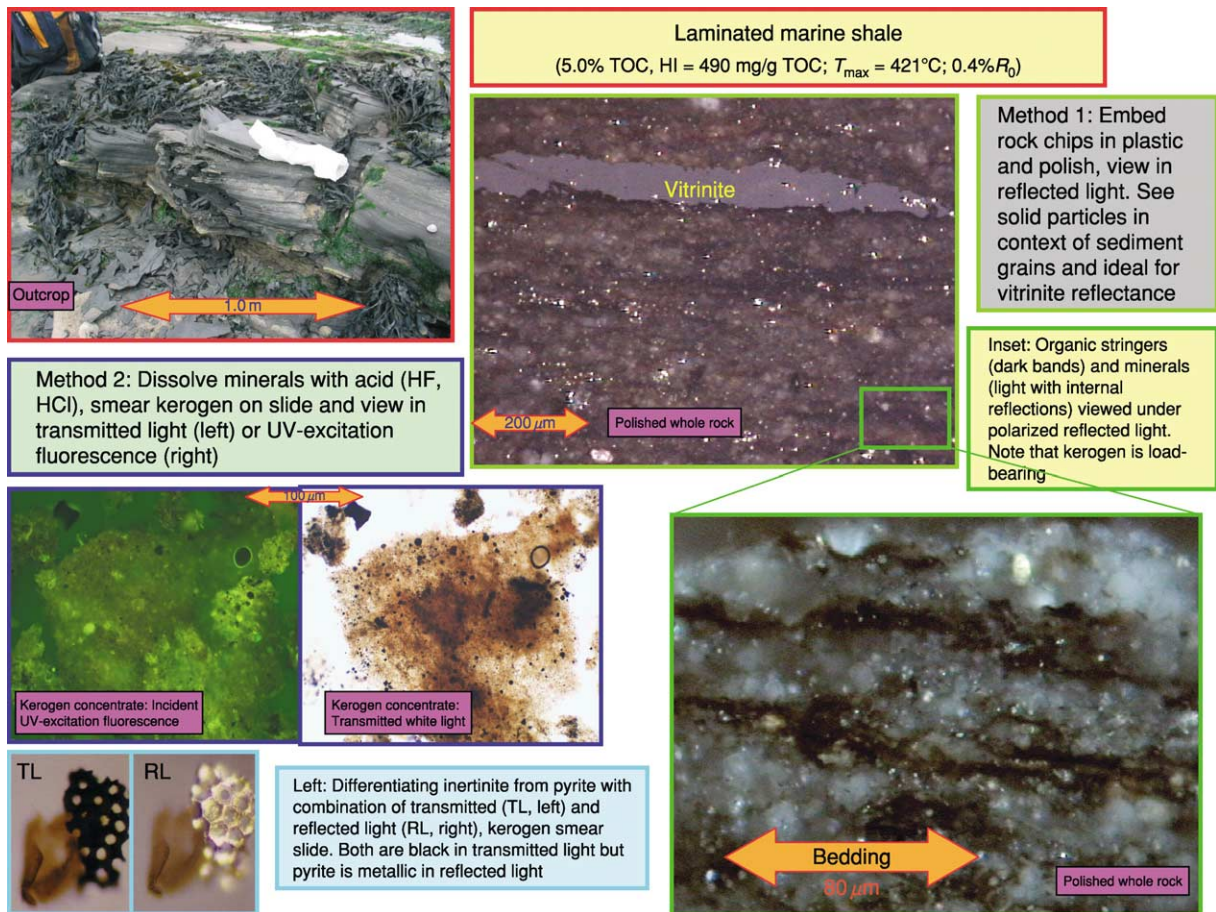 Outcrop
1.0 m
Laminated marine shale
(5.0% TOC, HI = 490 mg/g TOC; Tmax = 421°C; 0.4%R0)
Vitrinite
200 μm
Polished whole rock
Method 1: Embed
rock chips in plastic
and polish, view in
reflected light. See
solid particles in
context of sediment
grains and ideal for
vitrinite reflectance
Inset: Organic stringers
(dark bands) and minerals
(light with internal
reflections) viewed under
polarized reflected light.
Note that kerogen is load-
bearing
Method 2: Dissolve minerals with acid (HF,
HCl), smear kerogen on slide and view in
transmitted light (left) or UV-excitation
fluorescence (right)
100 μm
Kerogen concentrate: Incident
UV-excitation fluorescence
Kerogen concentrate:
Transmitted white light
TL
RL
Left: Differentiating inertinite from pyrite with
combination of transmitted (TL, left) and
reflected light (RL, right), kerogen smear
slide. Both are black in transmitted light but
pyrite is metallic in reflected light
Bedding
80 μm
Polished whole rock